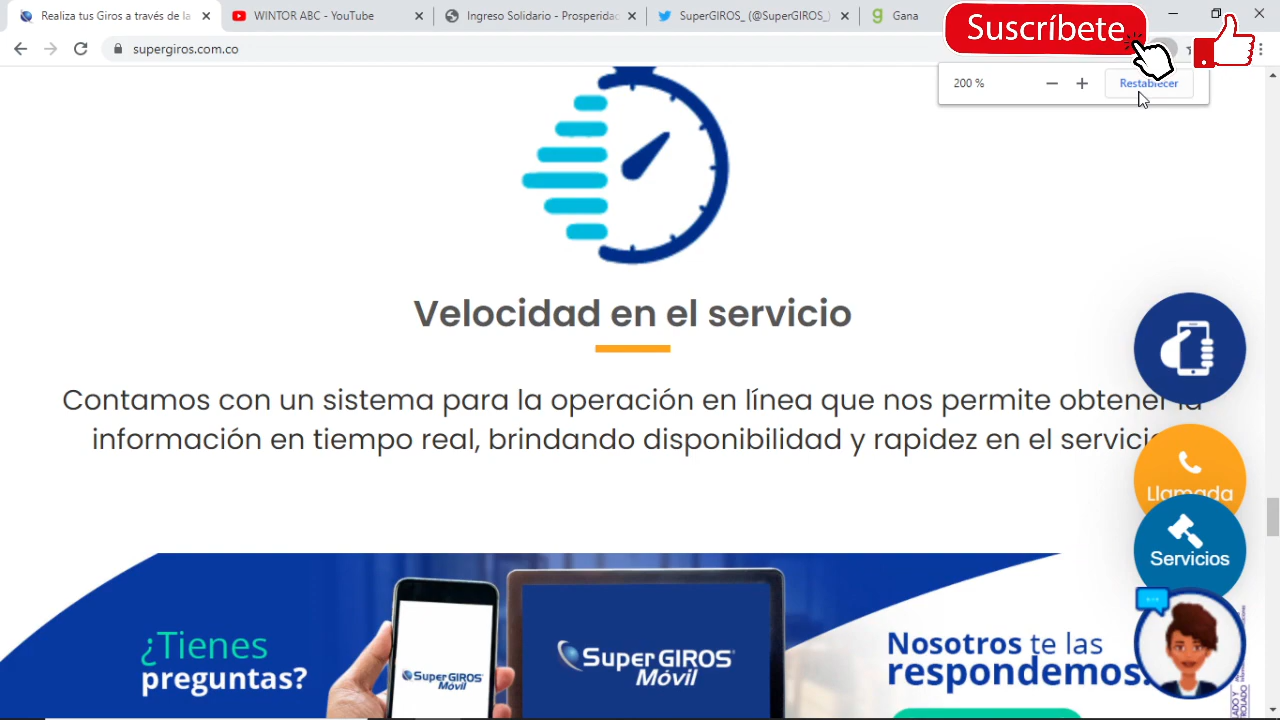 Realiza tus Giros a través de la
WINTOR ABC - YouTube
Ingreso Solidario - Prosperidad
SuperGIROS_ (@SuperGIROS_)
Gana
Suscríbete
supergiros.com.co
200 %
Restablecer
Velocidad en el servicio
Contamos con un sistema para la operación en línea que nos permite obtener la
información en tiempo real, brindando disponibilidad y rapidez en el servicio
Llamada
Servicios
¿Tienes
preguntas?
SuperGIROS
Móvil
SuperGIROS
Móvil
Nosotros te las
respondemos.